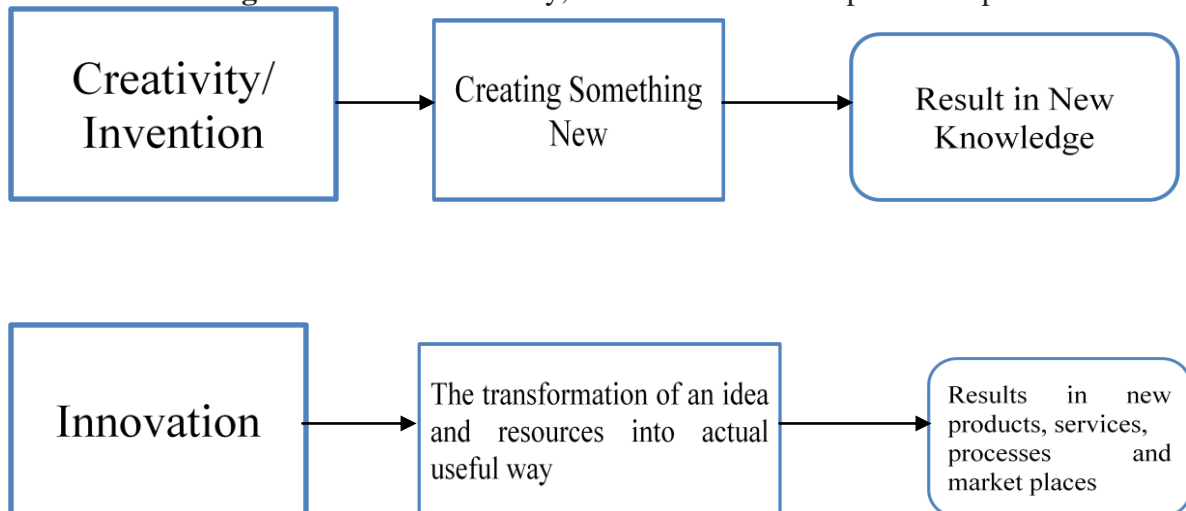 Creativity/
Invention
Creating Something
New
Result in New
Knowledge
Innovation
The transformation of an idea
and resources into actual
useful way
Results in new
products, services,
processes and
market places